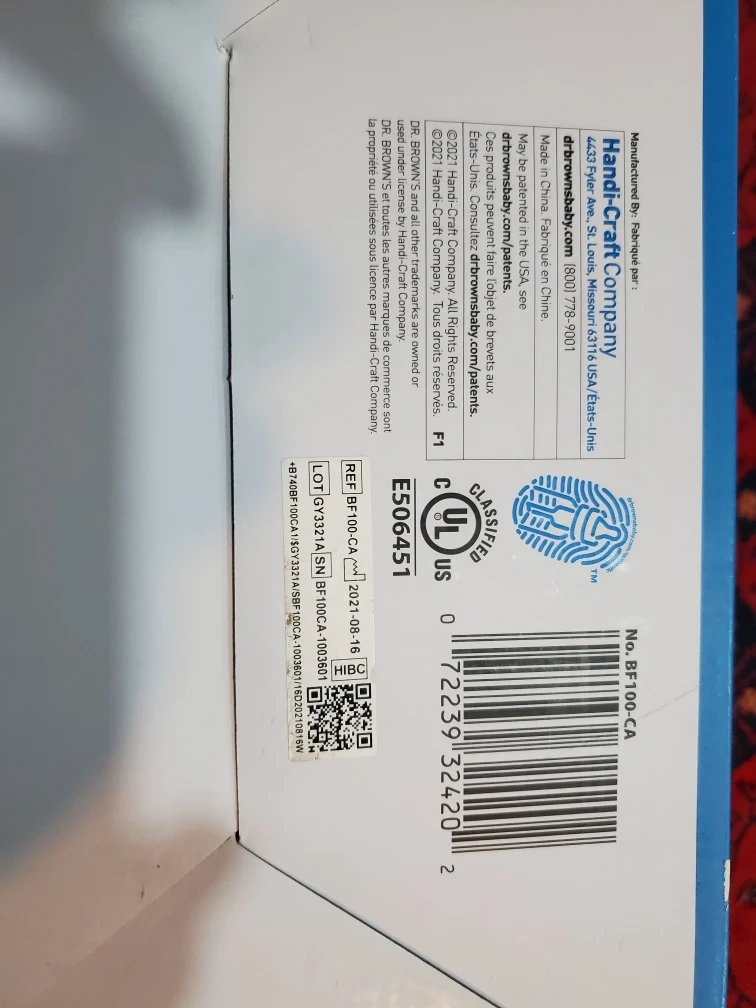 Manufactured By: Fabriqué par :
Handi-Craft Company
4433 Fyler Ave., St. Louis, Missouri 63116 USA/États-Unis
drbrownsbaby.com (800) 778-9001
Made in China. Fabriqué en Chine.
May be patented in the USA, see
drbrownsbaby.com/patents.
Ces produits peuvent faire l'objet de brevets aux
États-Unis. Consultez drbrownsbaby.com/patents.
©2021 Handi-Craft Company. All Rights Reserved.
©2021 Handi-Craft Company. Tous droits réservés. F1
DR. BROWN'S and all other trademarks are owned or
used under license by Handi-Craft Company.
DR. BROWN'S et toutes les autres marques de commerce sont
la propriété ou utilisées sous licence par Handi-Craft Company.
TM
CLASSIFIED
C UL US
®
E506451
No. BF100-CA
0 72239 32420 2
REF BF100-CA 2021-08-16
HIBC
LOT GY3321A SN BF100CA-1003601
+B740BF100CA1/$GY3321A/SBF100CA-1003601/16D20210816W